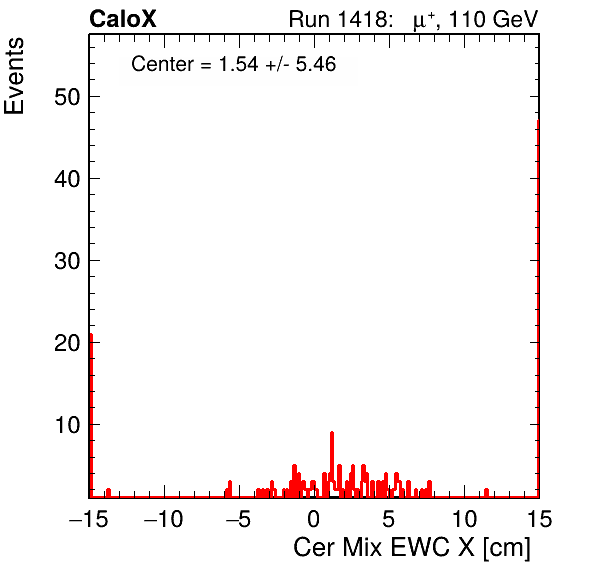 CaloX Run 1418: μ⁺, 110 GeV
Center = 1.54 +/- 5.46
Events
50
40
30
20
10
−15 −10 −5 0 5 10 15
Cer Mix EWC X [cm]